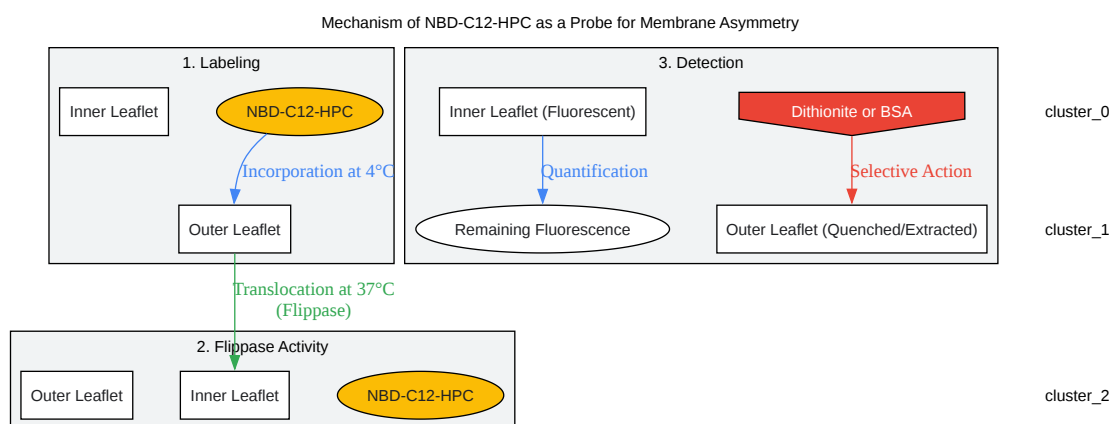 Mechanism of NBD-C12-HPC as a Probe for Membrane Asymmetry
1. Labeling
Inner Leaflet
NBD-C12-HPC
Incorporation at 4°C
Outer Leaflet
Translocation at 37°C
(Flippase)
2. Flippase Activity
Outer Leaflet
Inner Leaflet
NBD-C12-HPC
3. Detection
Inner Leaflet (Fluorescent)
Dithionite or BSA
Quantification
Selective Action
Remaining Fluorescence
Outer Leaflet (Quenched/Extracted)
cluster_0
cluster_1
cluster_2